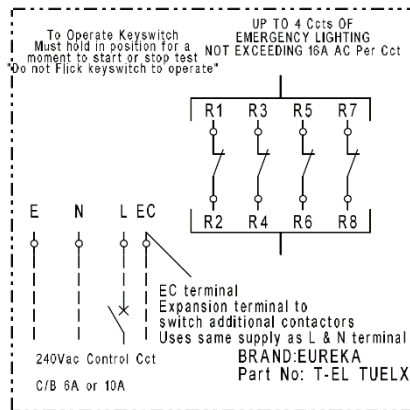 To Operate Keyswitch
Must hold in position for a
moment to start or stop test
"Do not Flick keyswitch to operate"
UP TO 4 Ccts OF
EMERGENCY LIGHTING
NOT EXCEEDING 16A AC Per Cct
R1 R3 R5 R7
R2 R4 R6 R8
E N L EC
EC terminal
Expansion terminal to
switch additional contactors
Uses same supply as L & N terminal
240Vac Control Cct
C/B 6A or 10A
BRAND:EUREKA
Part No: T-EL TUELX